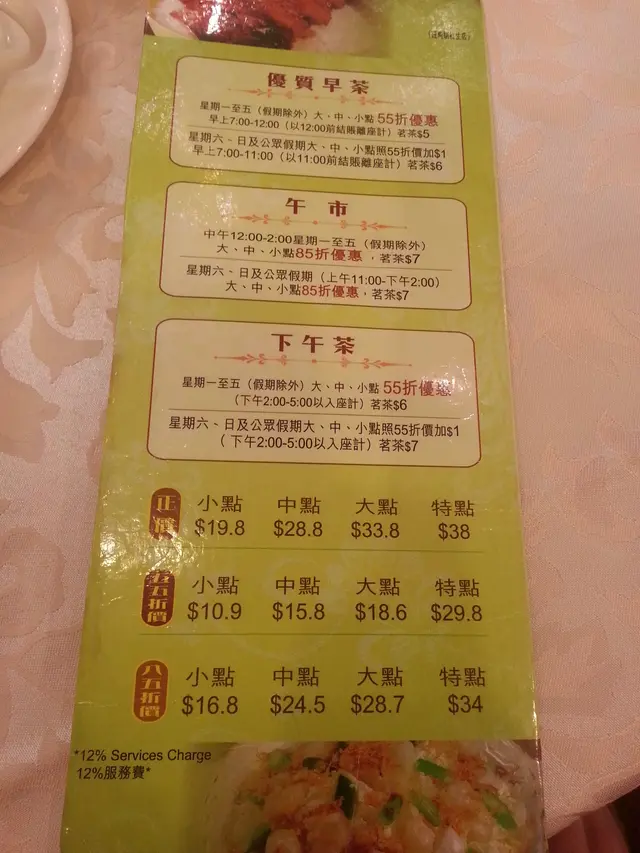 優質早茶
星期一至五（假期除外）大、中、小點 55折優惠
早上7:00-12:00（以12:00前結賬離座計）茗茶$5
星期六、日及公眾假期大、中、小點照55折價加$1
早上7:00-11:00（以11:00前結賬離座計）茗茶$6
午市
中午12:00-2:00星期一至五（假期除外）
大、中、小點85折優惠，茗茶$7
星期六、日及公眾假期（上午11:00-下午2:00）
大、中、小點85折優惠，茗茶$7
下午茶
星期一至五（假期除外）大、中、小點 55折優惠
（下午2:00-5:00以入座計）茗茶$6
星期六、日及公眾假期大、中、小點照55折價加$1
（下午2:00-5:00以入座計）茗茶$7
正價 小點 中點 大點 特點
$19.8 $28.8 $33.8 $38
五五折價 小點 中點 大點 特點
$10.9 $15.8 $18.6 $29.8
八五折價 小點 中點 大點 特點
$16.8 $24.5 $28.7 $34
*12% Services Charge
12%服務費*